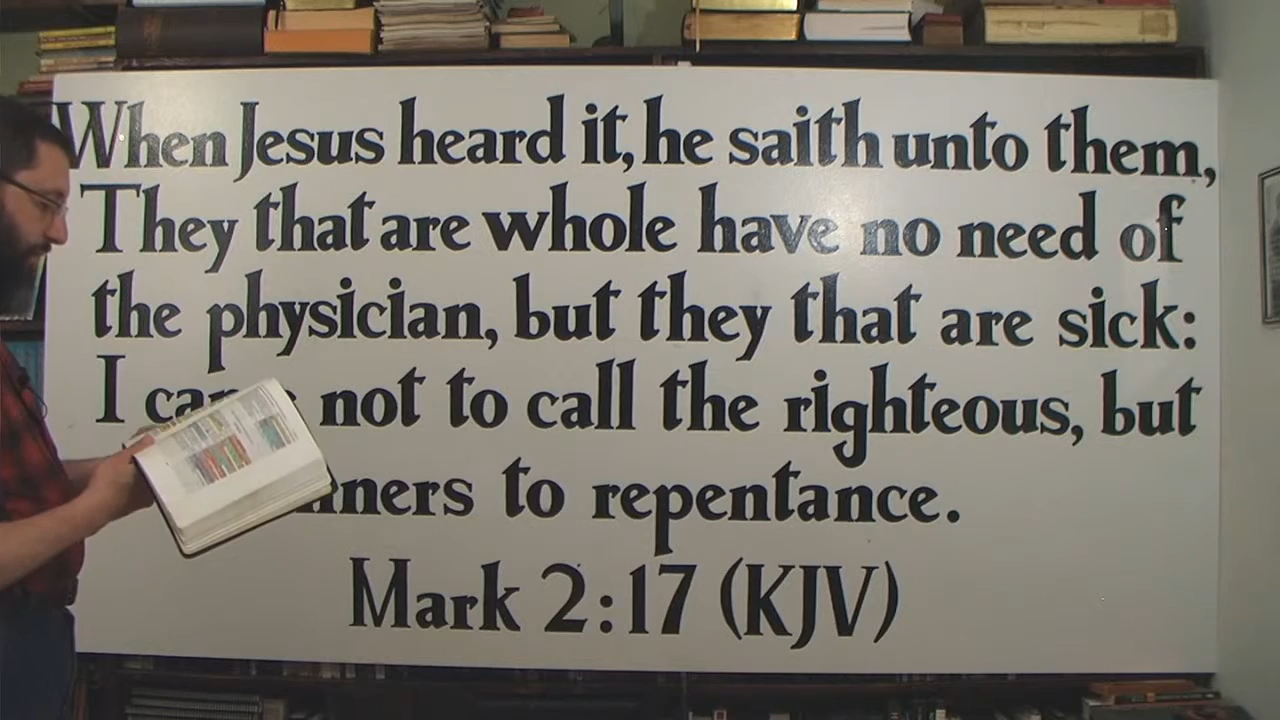 When Jesus heard it, he saith unto them,
They that are whole have no need of
the physician, but they that are sick:
I not to call the righteous, but
to repentance.
Mark 2:17 (KJV)